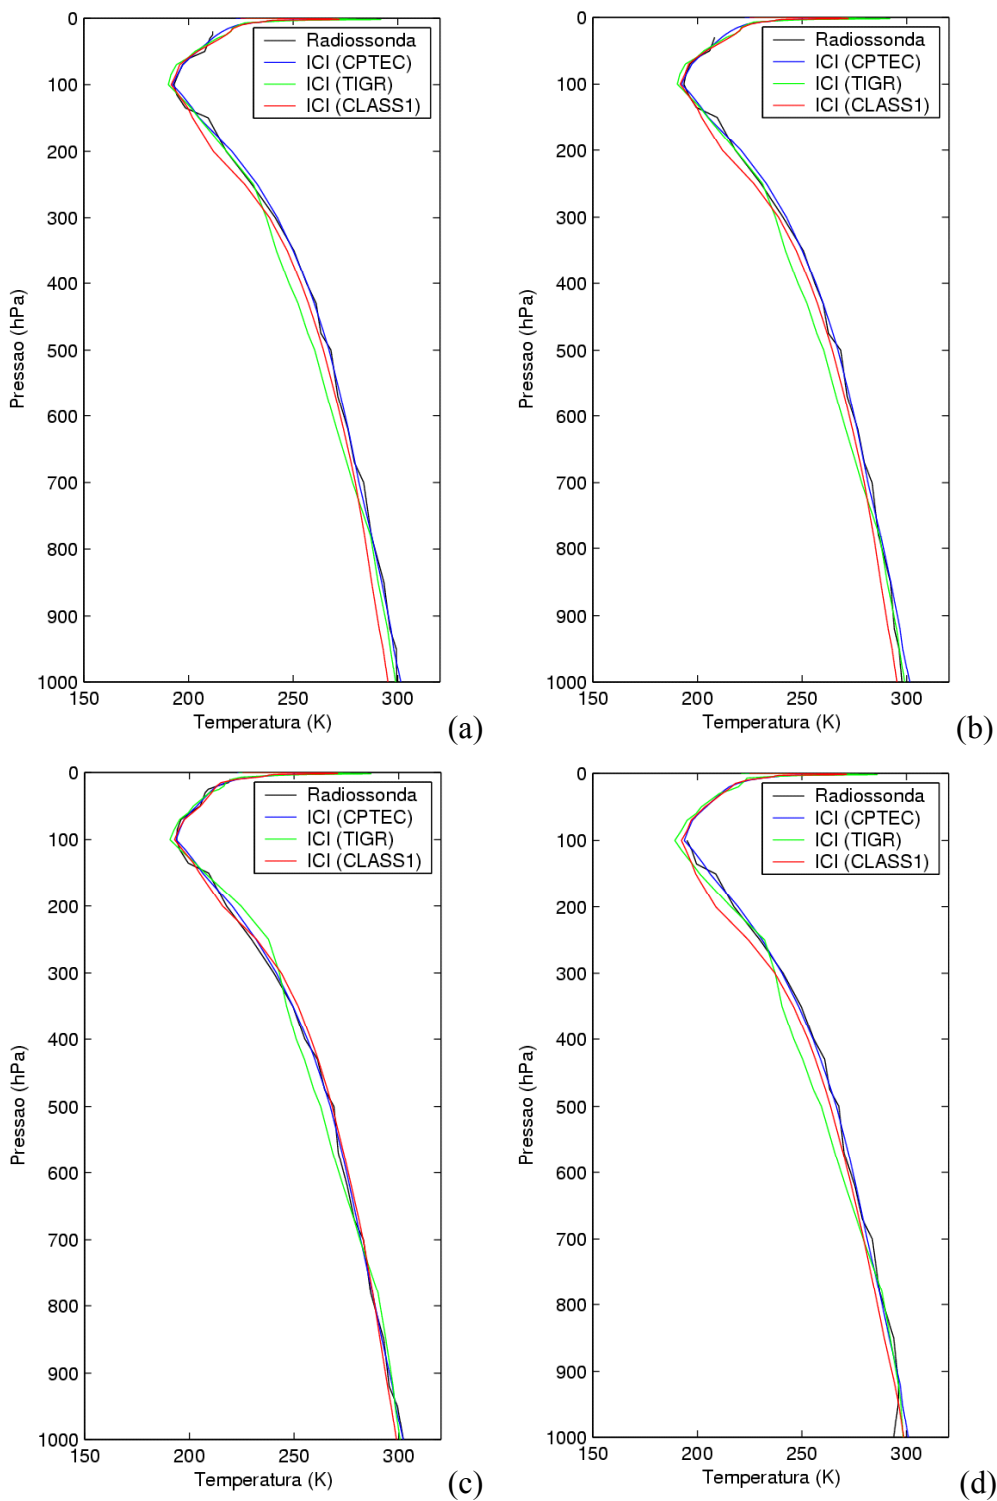 0
100
200
300
400
500
600
700
800
900
1000
Pressao (hPa)
Radiossonda
ICI (CPTEC)
ICI (TIGR)
ICI (CLASS1)
150 200 250 300
Temperatura (K)
(a)
0
100
200
300
400
500
600
700
800
900
1000
Pressao (hPa)
Radiossonda
ICI (CPTEC)
ICI (TIGR)
ICI (CLASS1)
150 200 250 300
Temperatura (K)
(b)
0
100
200
300
400
500
600
700
800
900
1000
Pressao (hPa)
Radiossonda
ICI (CPTEC)
ICI (TIGR)
ICI (CLASS1)
150 200 250 300
Temperatura (K)
(c)
0
100
200
300
400
500
600
700
800
900
1000
Pressao (hPa)
Radiossonda
ICI (CPTEC)
ICI (TIGR)
ICI (CLASS1)
150 200 250 300
Temperatura (K)
(d)